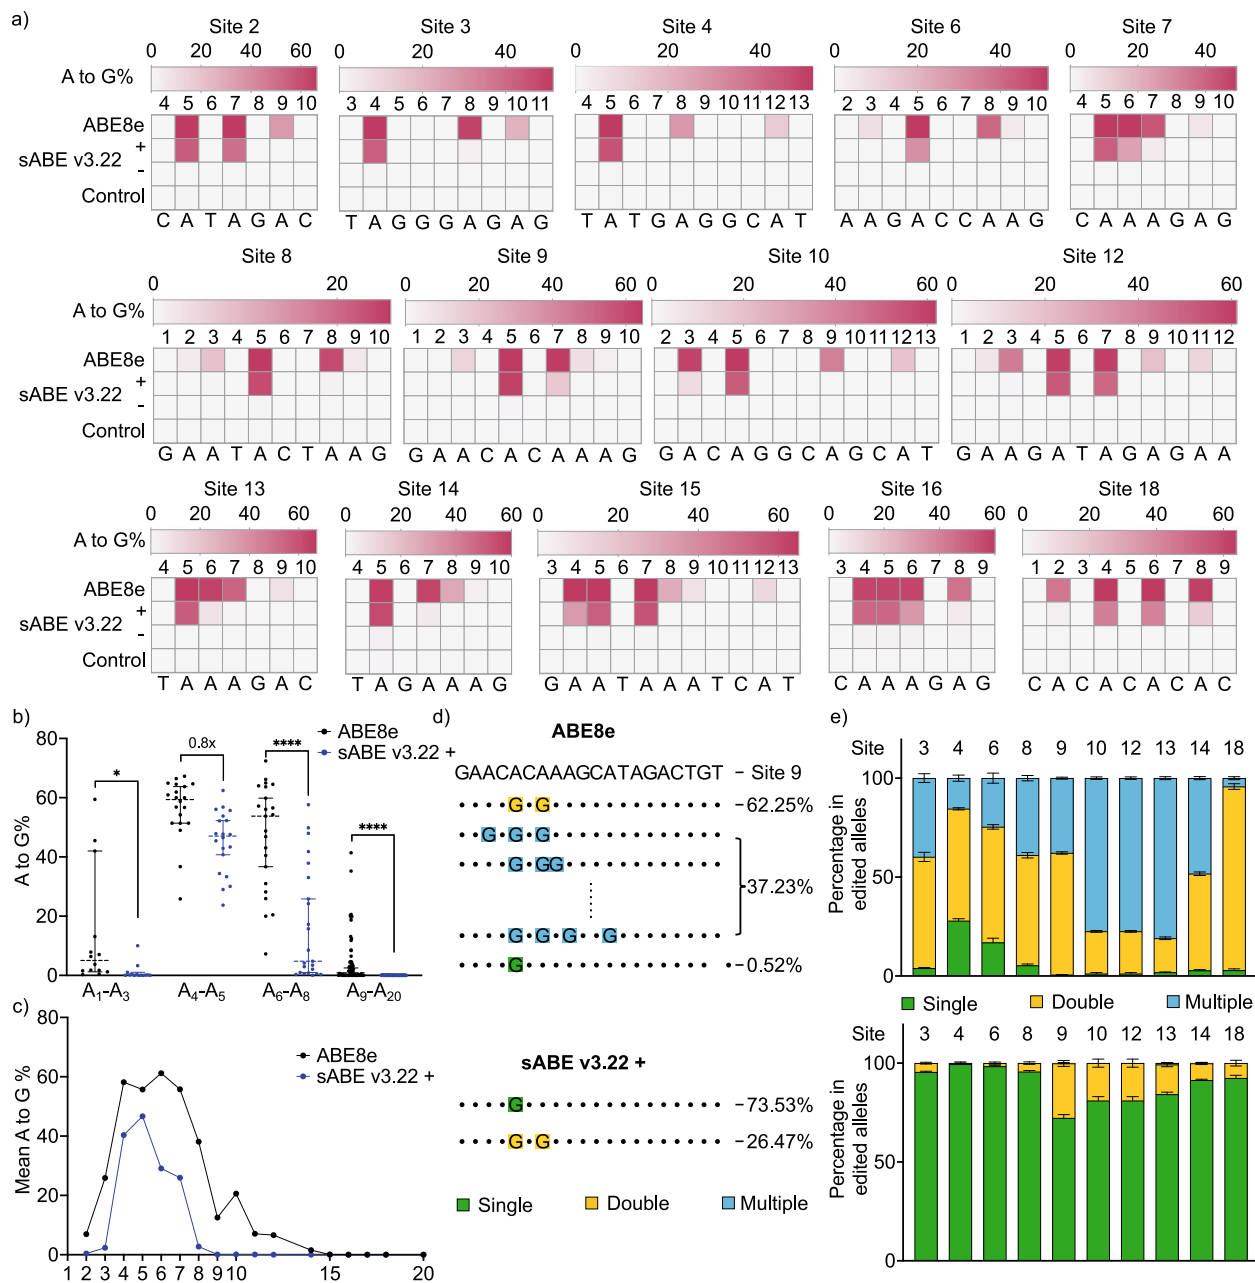 a)
Site 2 Site 3 Site 4 Site 6 Site 7
0 20 40 60 0 20 40 0 20 40 0 20 40 0 20 40
A to G%
4 5 6 7 8 9 10 3 4 5 6 7 8 9 10 11 4 5 6 7 8 9 10 11 12 13 2 3 4 5 6 7 8 9 10 4 5 6 7 8 9 10
ABE8e
+
sABE v3.22
-
Control
C A T A G A C T A G G G A G A G T A T G A G G C A T A A G A C C A A G C A A A G A G
Site 8 Site 9 Site 10 Site 12
0 20 0 20 40 60 0 20 40 60 0 20 40 60
A to G%
1 2 3 4 5 6 7 8 9 10 1 2 3 4 5 6 7 8 9 10 2 3 4 5 6 7 8 9 10 11 12 13 1 2 3 4 5 6 7 8 9 10 11 12
ABE8e
+
sABE v3.22
-
Control
G A A T A C T A A G G A A C A C A A A G G A C A G G C A G C A T G A A G A T A G A G A A
Site 13 Site 14 Site 15 Site 16 Site 18
0 20 40 60 0 20 40 60 0 20 40 60 0 20 40 60 0 20 40 60
A to G%
4 5 6 7 8 9 10 4 5 6 7 8 9 10 3 4 5 6 7 8 9 10 11 12 13 3 4 5 6 7 8 9 1 2 3 4 5 6 7 8 9
ABE8e
+
sABE v3.22
-
Control
T A A A G A C T A G A A A G G A A T A A A T C A T C A A A G A G C A C A C A C A C
b)
A to G%
80
60
40
20
0
* 0.8x **** ****
ABE8e
sABE v3.22 +
A1-A3 A4-A5 A6-A8 A9-A20
c)
Mean A to G %
80
60
40
20
0
ABE8e
sABE v3.22 +
1 2 3 4 5 6 7 8 9 10 15 20
d)
ABE8e
GAACACAAAGCATAGACTGT - Site 9
G G -62.25%
G G G
G GG
37.23%
G G G G
G -0.52%
sABE v3.22 +
G -73.53%
G G -26.47%
Single Double Multiple
e)
Site 3 4 6 8 9 10 12 13 14 18
Percentage in
edited alleles
100
50
0
Single Double Multiple
Site 3 4 6 8 9 10 12 13 14 18
Percentage in
edited alleles
100
50
0